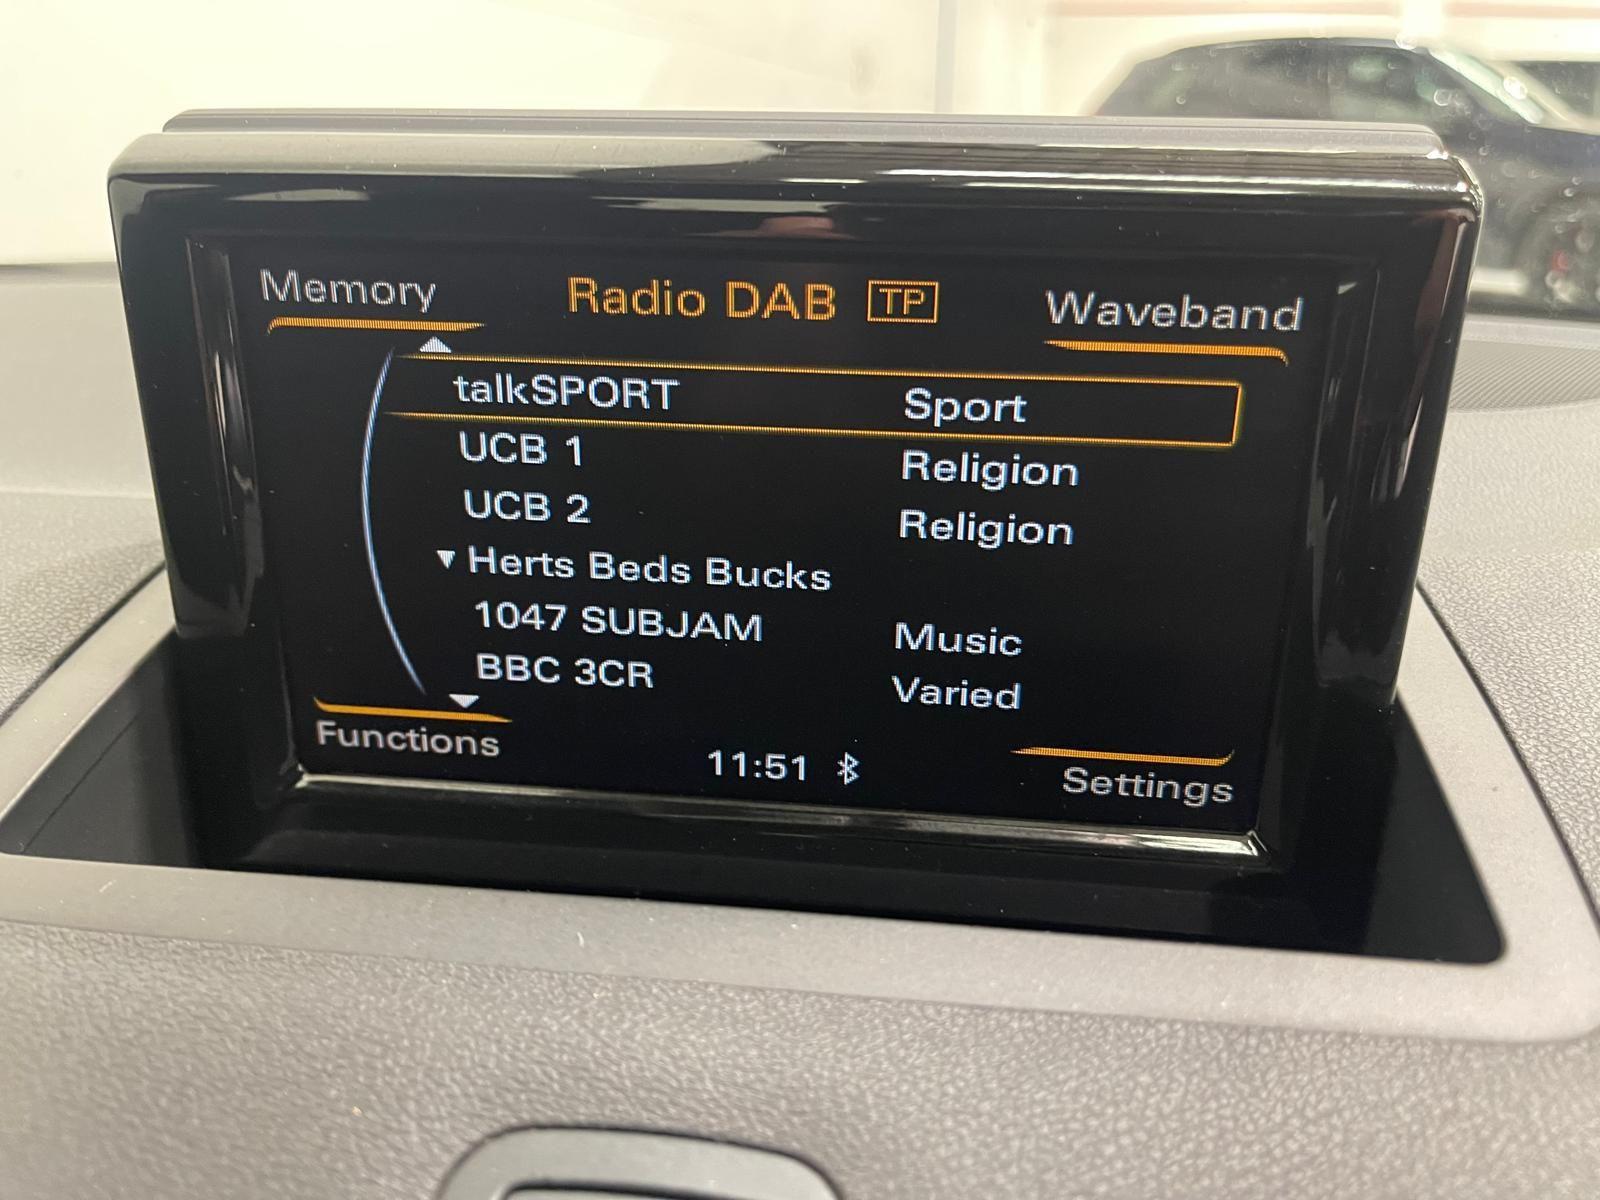 Memory Radio DAB TP Waveband
talkSPORT Sport
UCB 1 Religion
UCB 2 Religion
▼ Herts Beds Bucks
1047 SUBJAM Music
BBC 3CR Varied
Functions 11:51 Settings